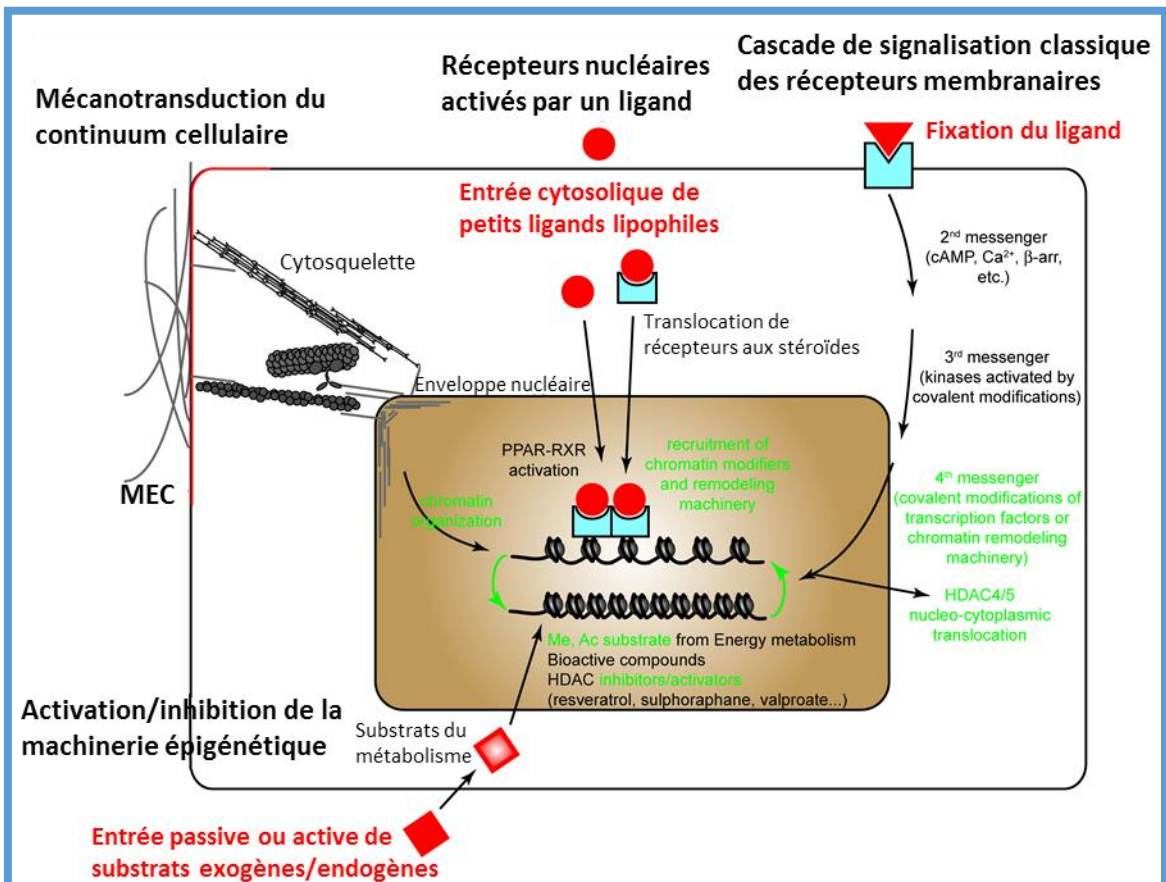 Mécanotransduction du
continuum cellulaire
Récepteurs nucléaires
activés par un ligand
Cascade de signalisation classique
des récepteurs membranaires
Fixation du ligand
Entrée cytosolique de
petits ligands lipophiles
Cytosquelette
2nd messenger
(cAMP, Ca²⁺, β-arr,
etc.)
Translocation de
récepteurs aux stéroïdes
3rd messenger
(kinases activated by
covalent modifications)
Enveloppe nucléaire
MEC
PPAR-RXR
activation
recruitment of
chromatin modifiers
and remodeling
machinery
chromatin
organization
4th messenger
(covalent modifications of
transcription factors or
chromatin remodeling
machinery)
HDAC4/5
nucleo-cytoplasmic
translocation
Me, Ac substrate from Energy metabolism
Bioactive compounds
HDAC inhibitors/activators
(resveratrol, sulphoraphane, valproate...)
Activation/inhibition de la
machinerie épigénétique
Substrats du
métabolisme
Entrée passive ou active de
substrats exogènes/endogènes